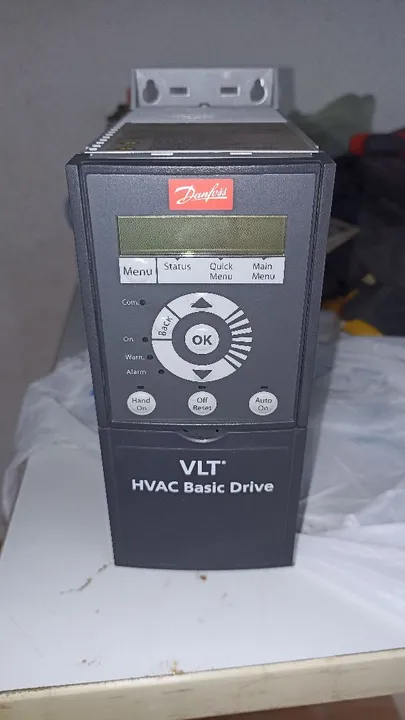 Danfoss
Menu
Status
Quick Menu
Main Menu
Com.
Back
OK
On.
Warn.
Alarm
Hand On
Off Reset
Auto On
VLT®
HVAC Basic Drive